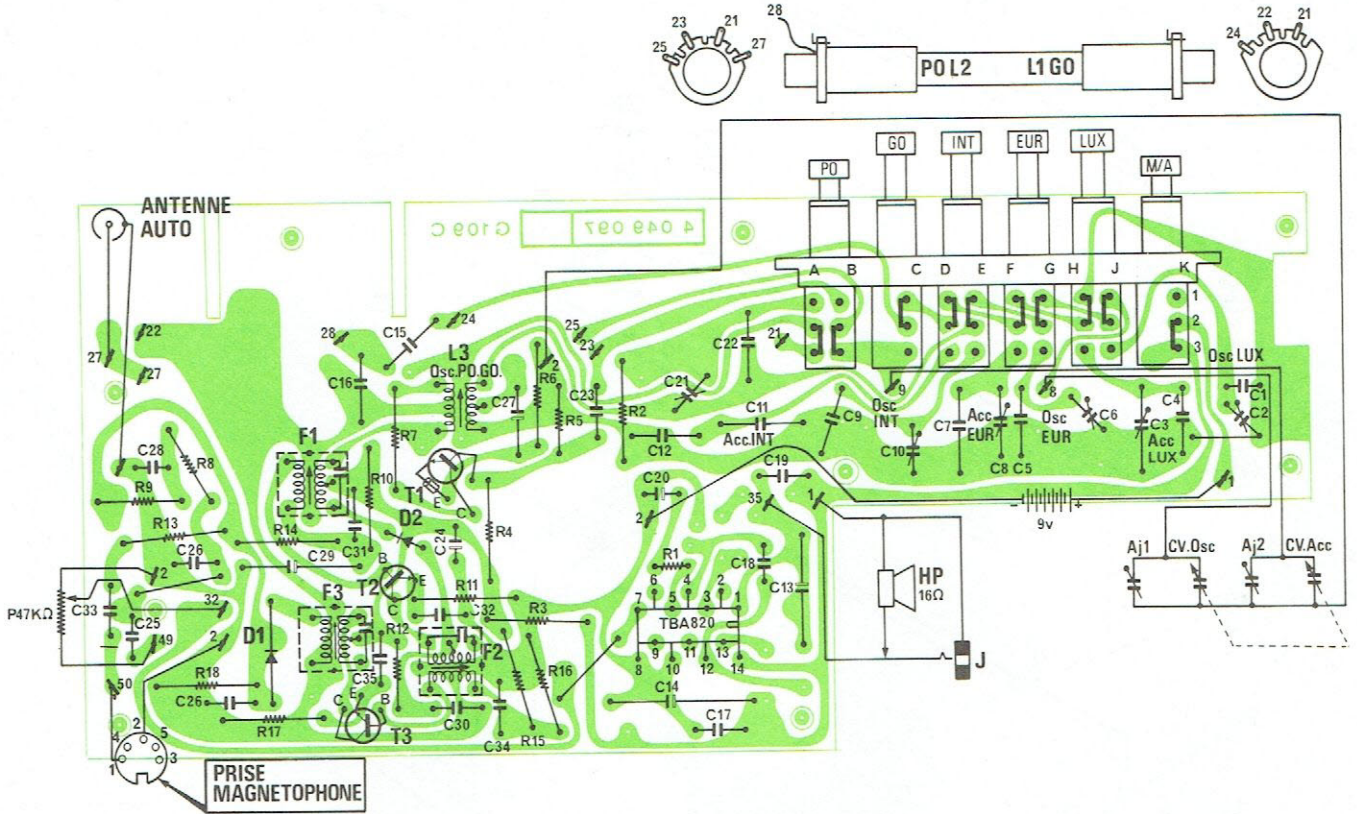 28
23
21
25
27
22
21
24
PO L2
L1 GO
PO
GO
INT
EUR
LUX
M/A
ANTENNE
AUTO
4 049 097
G 109 C
A
B
C
D
E
F
G
H
J
K
1
2
3
22
27
27
28
C15
24
L3
Osc.PO.GO.
C16
R6
2
25
23
C22
21
C21
C23
R5
R2
C27
R7
C11
Acc.INT
C12
C9
9
Osc
INT
C10
C7
Acc
EUR
C8
C5
8
Osc
EUR
C6
C3
Acc
LUX
C4
Osc LUX
C1
C2
F1
C28
R8
R9
R10
T1
E
C
D2
R4
C20
C19
2
35
1
9v
1
R13
R14
C31
C26
C29
C24
B
E
T2
C
R11
C32
R3
R1
C18
C13
HP
16Ω
J
Aj1
CV.Osc
Aj2
CV.Acc
2
P47KΩ
C33
C25
32
2
49
50
D1
F3
R12
C35
F2
R16
6
4
2
7
5
3
1
TBA820
9
11
13
8
10
12
14
R18
C26
R17
E
C
B
T3
C30
C34
R15
C14
C17
2
4
5
1
3
PRISE
MAGNETOPHONE